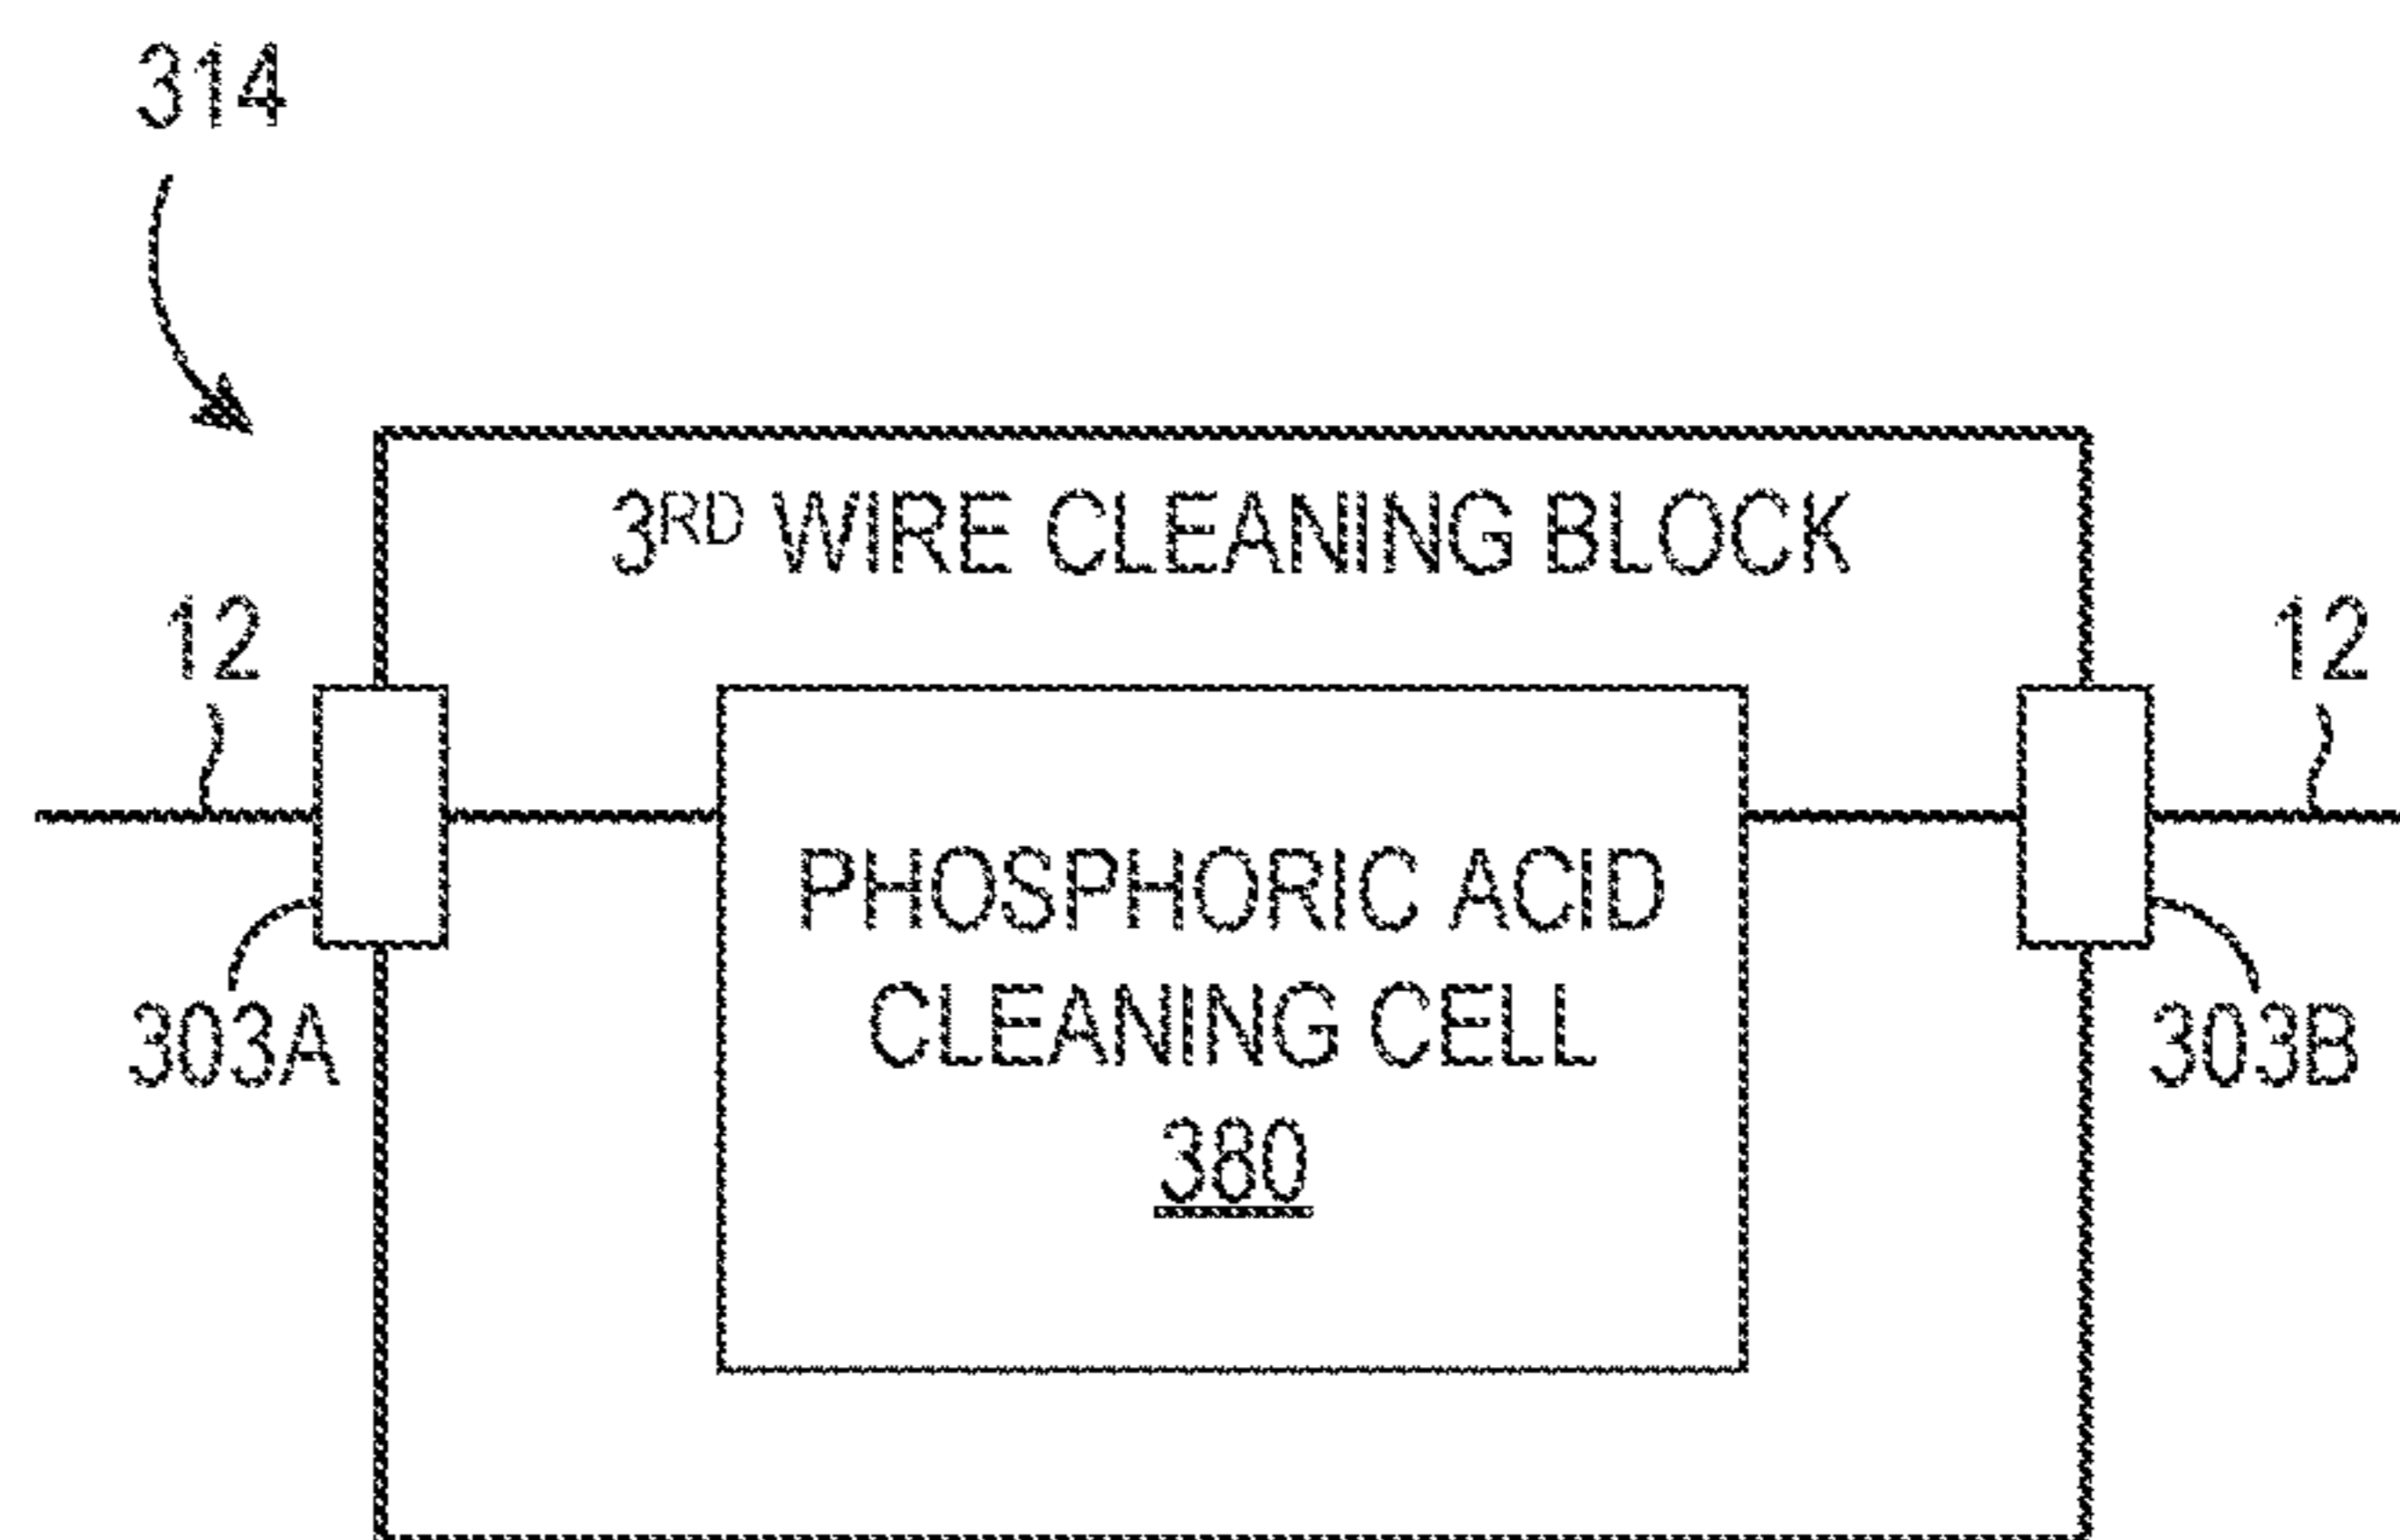 314
3RD WIRE CLEANING BLOCK
12
12
PHOSPHORIC ACID
CLEANING CELL
380
303A
303B